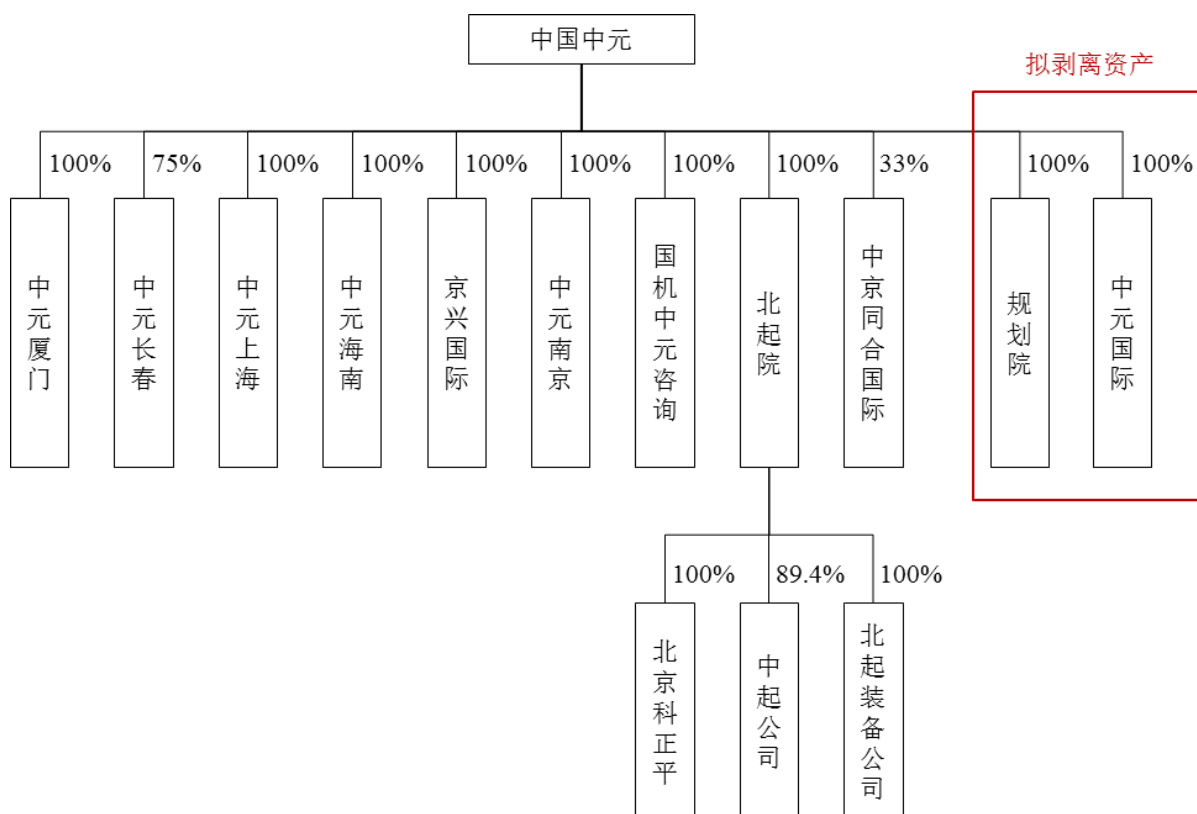 中国中元
拟剥离资产
100%
75%
100%
100%
100%
100%
100%
100%
33%
100%
100%
中元厦门
中元长春
中元上海
中元海南
京兴国际
中元南京
国机中元咨询
北起院
中京同合国际
规划院
中元国际
100%
89.4%
100%
北京科正平
中起公司
北起装备公司